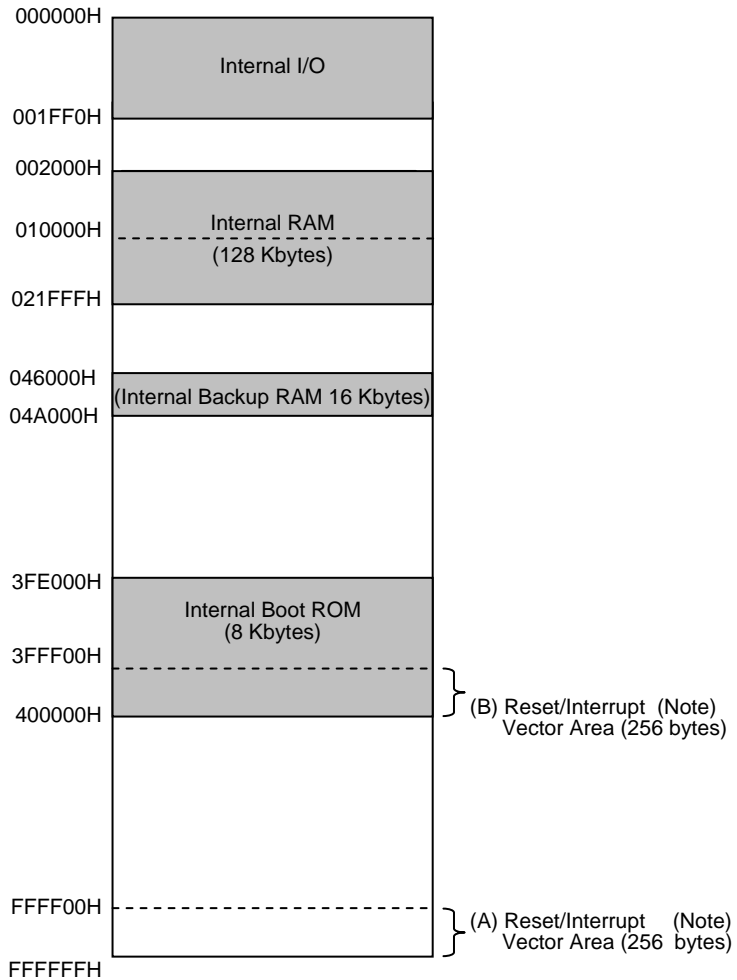 000000H
Internal I/O
001FF0H
002000H
010000H
Internal RAM
(128 Kbytes)
021FFFH
046000H
(Internal Backup RAM 16 Kbytes)
04A000H
3FE000H
Internal Boot ROM
(8 Kbytes)
3FFF00H
400000H
(B) Reset/Interrupt (Note)
Vector Area (256 bytes)
FFFF00H
(A) Reset/Interrupt (Note)
Vector Area (256 bytes)
FFFFFFH